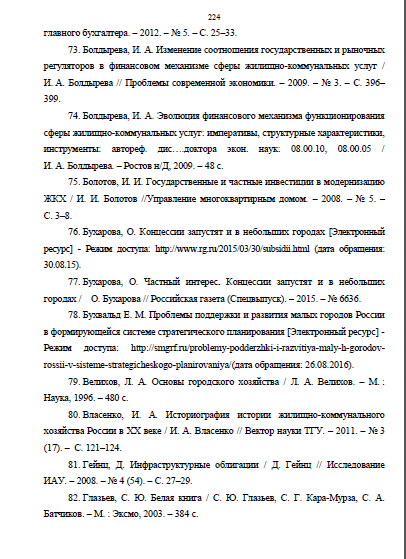 224
главного бухгалтера. – 2012. – № 5. – С. 25–33.
73. Болдырева, И. А. Изменение соотношения государственных и рыночных
регуляторов в финансовом механизме сферы жилищно-коммунальных услуг /
И. А. Болдырева // Проблемы современной экономики. – 2009. – № 3. – С. 396–
399.
74. Болдырева, И. А. Эволюция финансового механизма функционирования
сферы жилищно-коммунальных услуг: императивы, структурные характеристики,
инструменты: автореф. дис….доктора экон. наук: 08.00.10, 08.00.05 /
И. А. Болдырева. – Ростов н/Д, 2009. – 48 с.
75. Болотов, И. И. Государственные и частные инвестиции в модернизацию
ЖКХ / И. И. Болотов //Управление многоквартирным домом. – 2008. – № 5. –
С. 3–8.
76. Бухарова, О. Концессии запустят и в небольших городах [Электронный
ресурс] - Режим доступа: http://www.rg.ru/2015/03/30/subsidii.html (дата обращения:
30.08.15).
77. Бухарова, О. Частный интерес. Концессии запустят и в небольших
городах / О. Бухарова // Российская газета (Спецвыпуск). – 2015. – № 6636.
78. Бухвальд Е. М. Проблемы поддержки и развития малых городов России
в формирующейся системе стратегического планирования [Электронный ресурс] -
Режим доступа: http://smgrf.ru/problemy-podderzhki-i-razvitiya-maly-h-gorodov-
rossii-v-sisteme-strategicheskogo-planirovaniya/(дата обращения: 26.08.2016).
79. Велихов, Л. А. Основы городского хозяйства / Л. А. Велихов. – М. :
Наука, 1996. – 480 с.
80. Власенко, И. А. Историография истории жилищно-коммунального
хозяйства России в XX веке / И. А. Власенко // Вектор науки ТГУ. – 2011. – № 3
(17). – С. 121–124.
81. Гейнц, Д. Инфраструктурные облигации / Д. Гейнц // Исследование
ИАУ. – 2008. – № 4 (54). – С. 27–29.
82. Глазьев, С. Ю. Белая книга / С. Ю. Глазьев, С. Г. Кара-Мурза, С. А.
Батчиков. – М. : Эксмо, 2003. – 384 с.